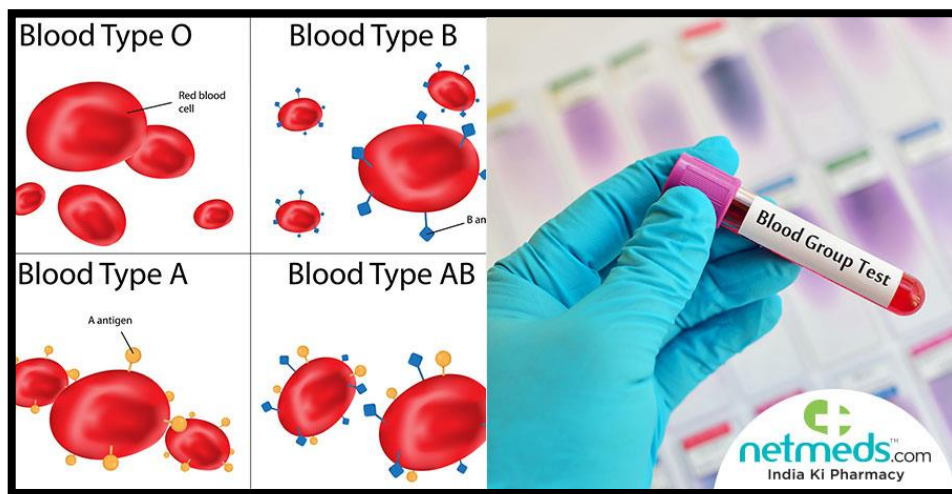 Blood Type O
Red blood
cell
Blood Type B
B an
Blood Type A
A antigen
Blood Type AB
Blood Group Test
netmeds.com
™
India Ki Pharmacy